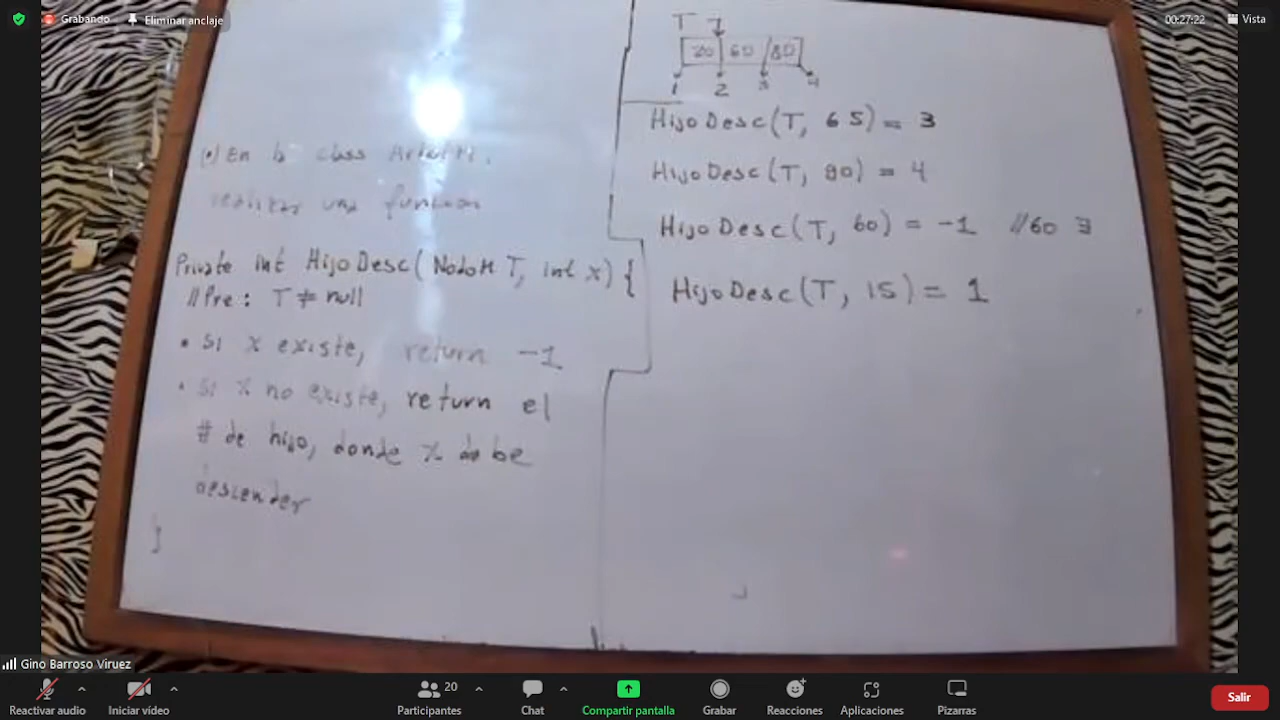 Grabando
Eliminar anclaje
00:27:22
Vista
(•) En la class ArbolM,
realizar una funcion
Private int HijoDesc( NodoM T, int x) {
//Pre: T ≠ null
• Si x existe, return -1
• Si x no existe, return el
# de hijo, donde x debe
descender
}
T
20 60 80
1 2 3 4
HijoDesc(T, 65) = 3
HijoDesc(T, 90) = 4
HijoDesc(T, 60) = -1 //60 ∃
HijoDesc(T, 15) = 1
Gino Barroso Viruez
Reactivar audio
Iniciar vídeo
20
Participantes
Chat
Compartir pantalla
Grabar
Reacciones
Aplicaciones
Pizarras
Salir